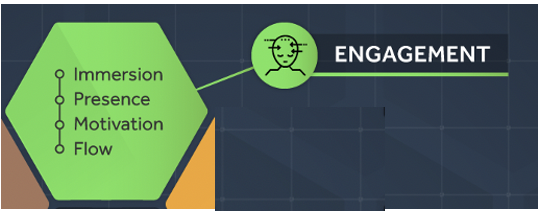 Immersion
Presence
Motivation
Flow
ENGAGEMENT